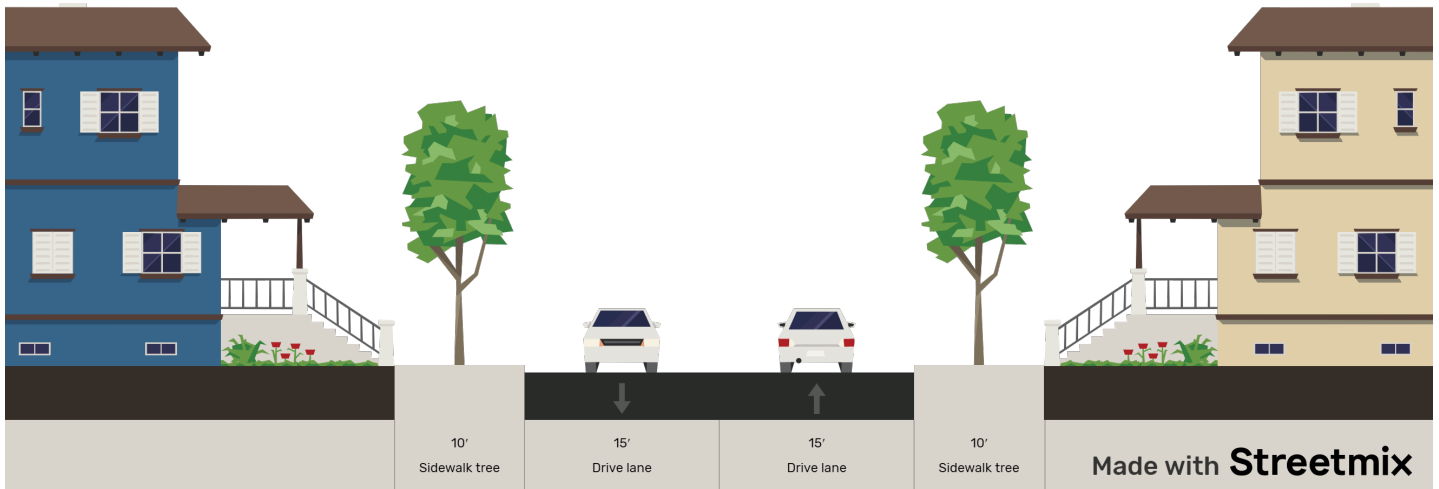 10′
Sidewalk tree
15′
Drive lane
15′
Drive lane
10′
Sidewalk tree
Made with Streetmix